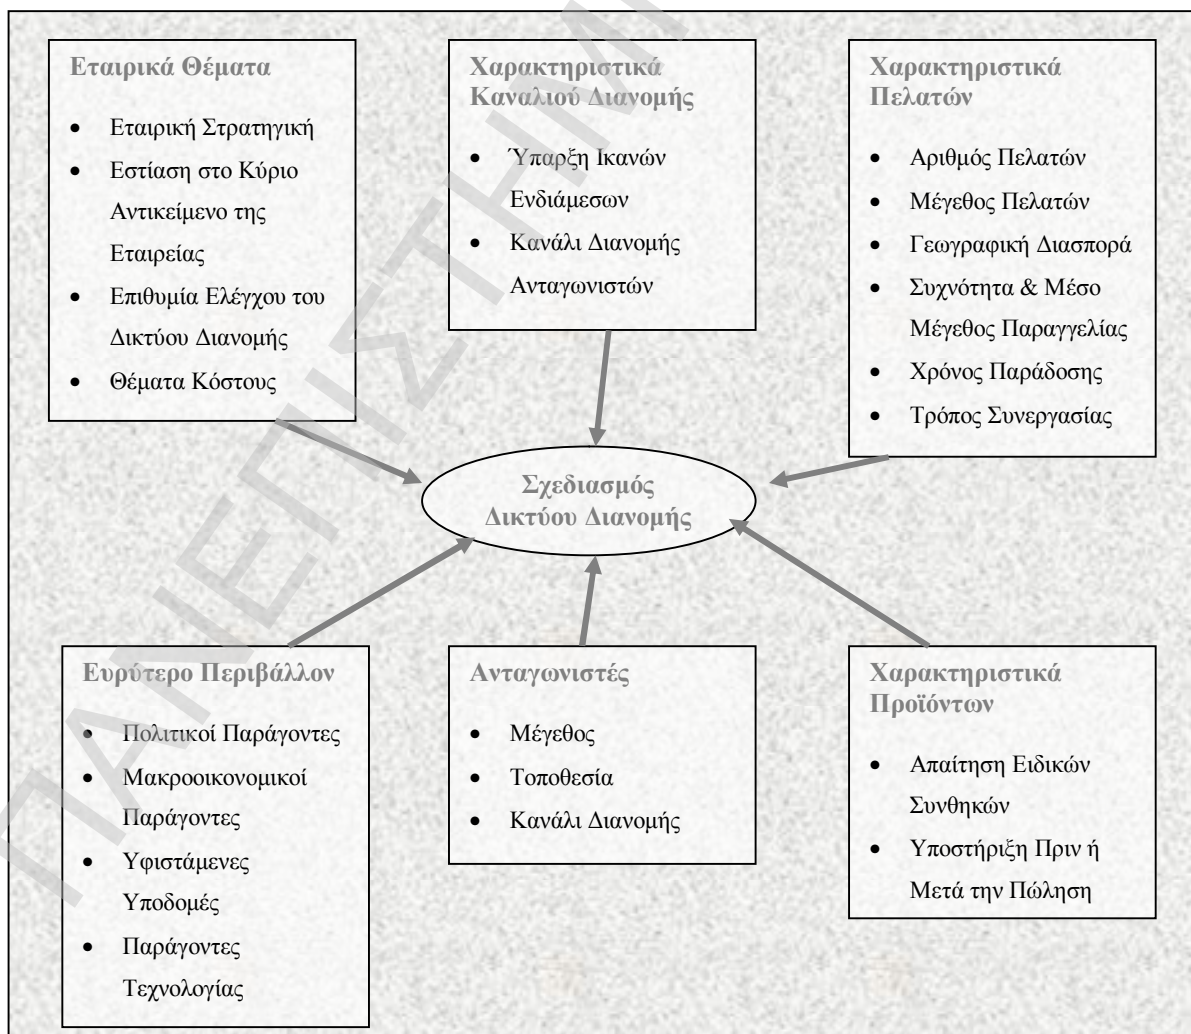 Εταιρικά Θέματα
• Εταιρική Στρατηγική
• Εστίαση στο Κύριο
Αντικείμενο της
Εταιρείας
• Επιθυμία Ελέγχου του
Δικτύου Διανομής
• Θέματα Κόστους
Χαρακτηριστικά
Καναλιού Διανομής
• Ύπαρξη Ικανών
Ενδιάμεσων
• Κανάλι Διανομής
Ανταγωνιστών
Χαρακτηριστικά
Πελατών
• Αριθμός Πελατών
• Μέγεθος Πελατών
• Γεωγραφική Διασπορά
• Συχνότητα & Μέσο
Μέγεθος Παραγγελίας
• Χρόνος Παράδοσης
• Τρόπος Συνεργασίας
Σχεδιασμός
Δικτύου Διανομής
Ευρύτερο Περιβάλλον
• Πολιτικοί Παράγοντες
• Μακροοικονομικοί
Παράγοντες
• Υφιστάμενες
Υποδομές
• Παράγοντες
Τεχνολογίας
Ανταγωνιστές
• Μέγεθος
• Τοποθεσία
• Κανάλι Διανομής
Χαρακτηριστικά
Προϊόντων
• Απαίτηση Ειδικών
Συνθηκών
• Υποστήριξη Πριν ή
Μετά την Πώληση
ΠΑΝΕΠΙΣΤΗΜΙ